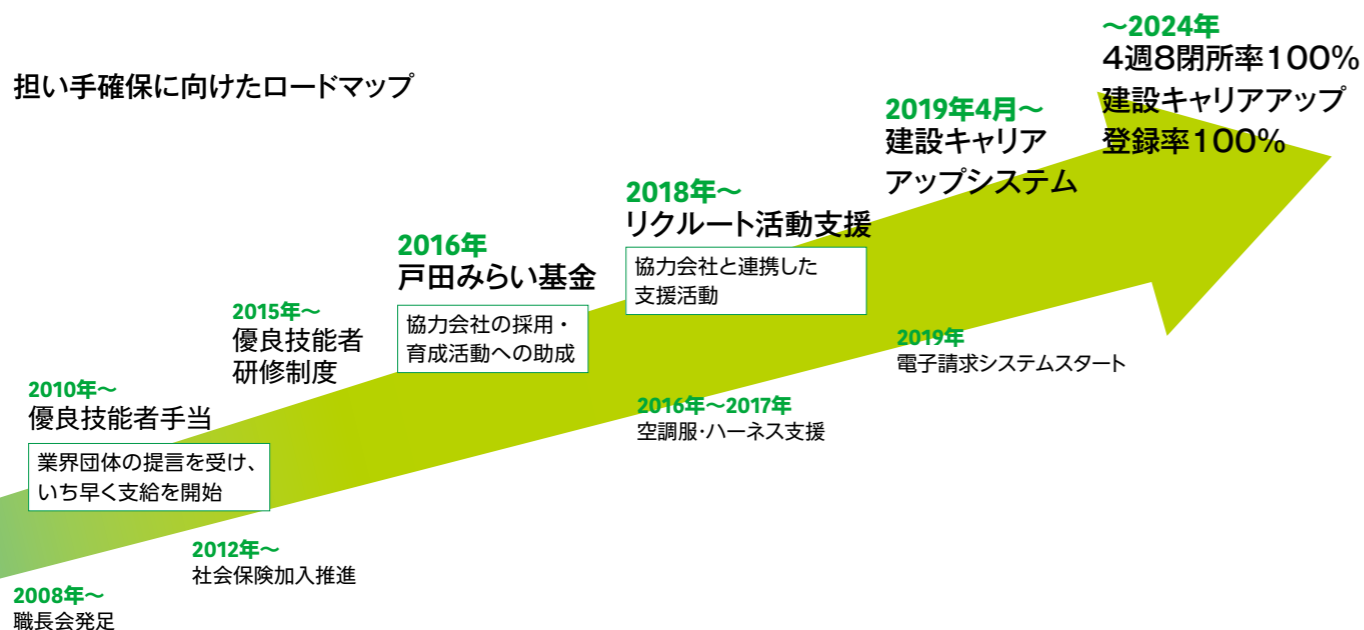 担い手確保に向けたロードマップ
～2024年
4週8閉所率100%
建設キャリアアップ
登録率100%
2019年4月～
建設キャリア
アップシステム
2018年～
リクルート活動支援
協力会社と連携した
支援活動
2016年
戸田みらい基金
協力会社の採用・
育成活動への助成
2015年～
優良技能者
研修制度
2010年～
優良技能者手当
業界団体の提言を受け、
いち早く支給を開始
2019年
電子請求システムスタート
2016年～2017年
空調服・ハーネス支援
2012年～
社会保険加入推進
2008年～
職長会発足